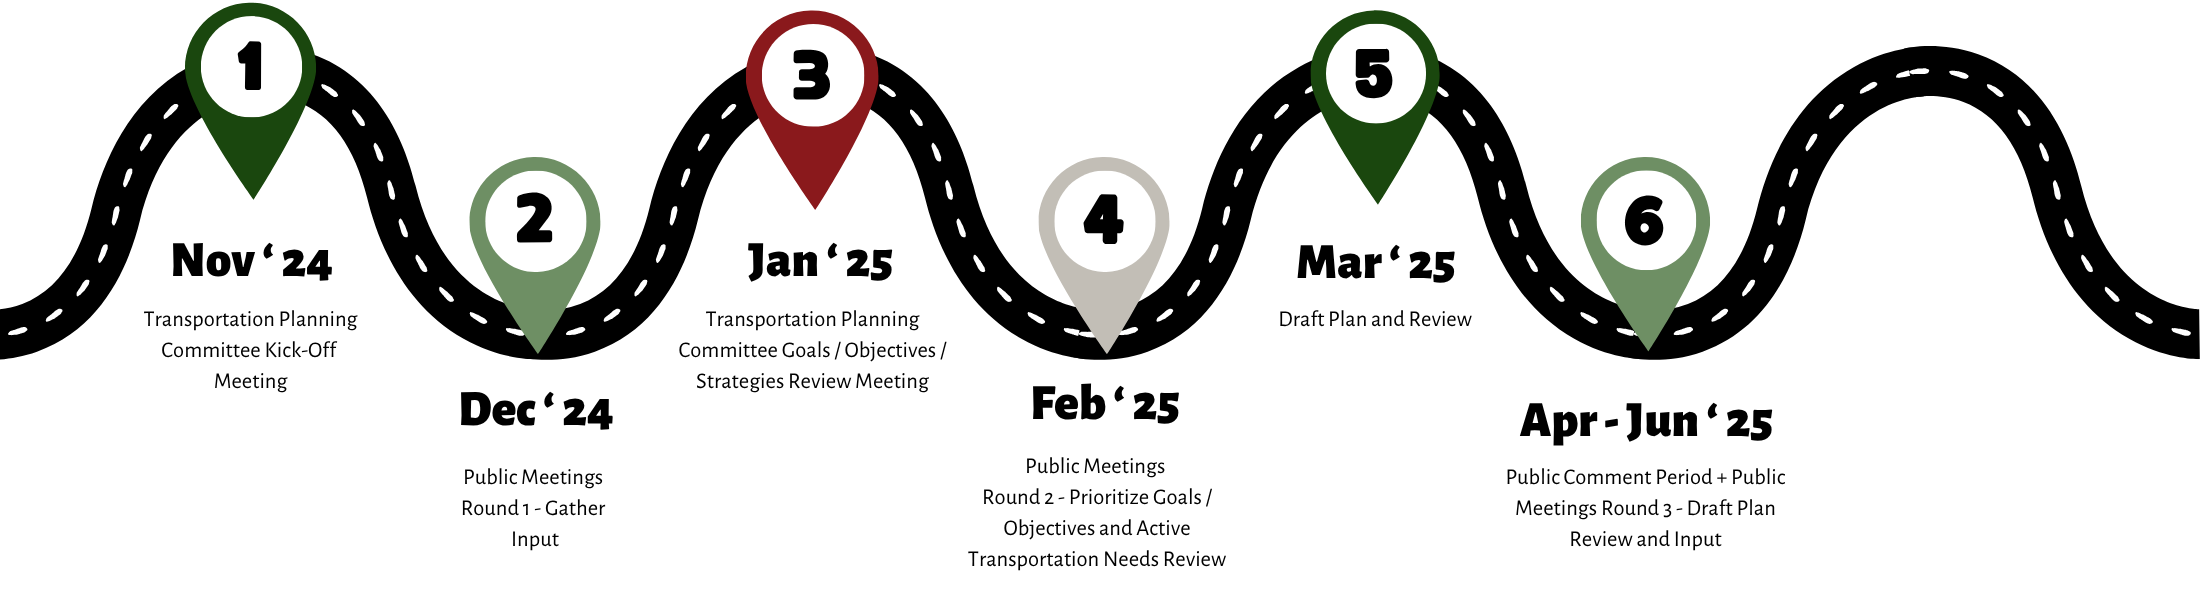 1
Nov ‘ 24
Transportation Planning
Committee Kick-Off
Meeting
2
Dec ‘ 24
Public Meetings
Round 1 - Gather
Input
3
Jan ‘ 25
Transportation Planning
Committee Goals / Objectives /
Strategies Review Meeting
4
Feb ‘ 25
Public Meetings
Round 2 - Prioritize Goals /
Objectives and Active
Transportation Needs Review
5
Mar ‘ 25
Draft Plan and Review
6
Apr - Jun ‘ 25
Public Comment Period + Public
Meetings Round 3 - Draft Plan
Review and Input